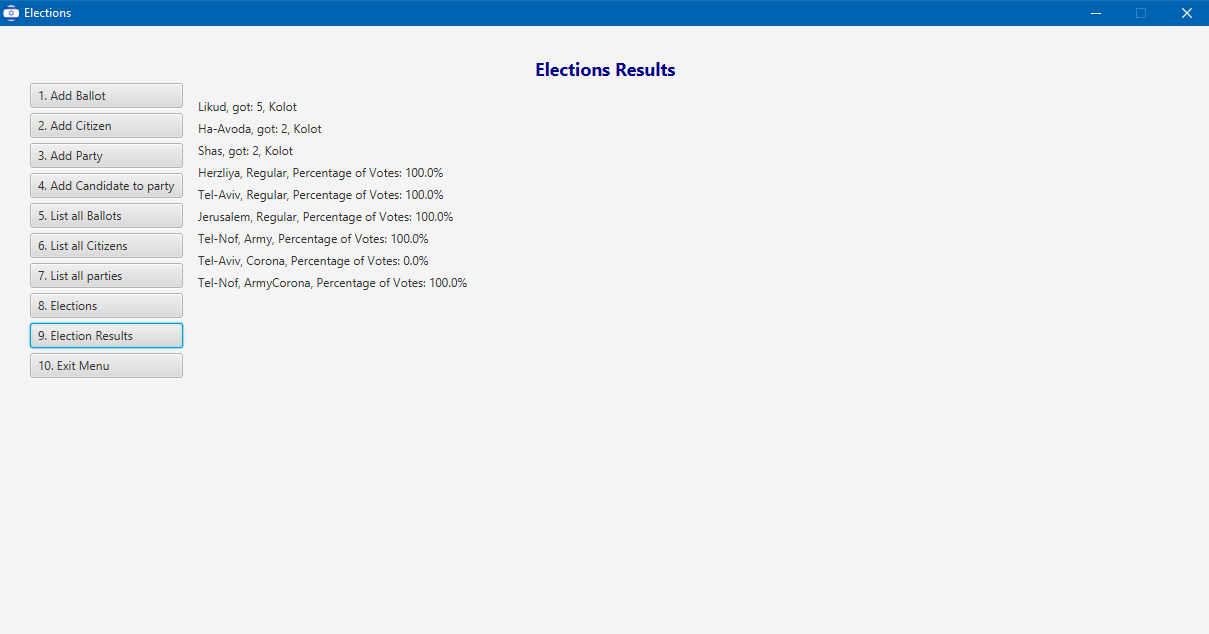 Elections
Elections Results
1. Add Ballot
2. Add Citizen
3. Add Party
4. Add Candidate to party
5. List all Ballots
6. List all Citizens
7. List all parties
8. Elections
9. Election Results
10. Exit Menu
Likud, got: 5, Kolot
Ha-Avoda, got: 2, Kolot
Shas, got: 2, Kolot
Herzliya, Regular, Percentage of Votes: 100.0%
Tel-Aviv, Regular, Percentage of Votes: 100.0%
Jerusalem, Regular, Percentage of Votes: 100.0%
Tel-Nof, Army, Percentage of Votes: 100.0%
Tel-Aviv, Corona, Percentage of Votes: 0.0%
Tel-Nof, ArmyCorona, Percentage of Votes: 100.0%